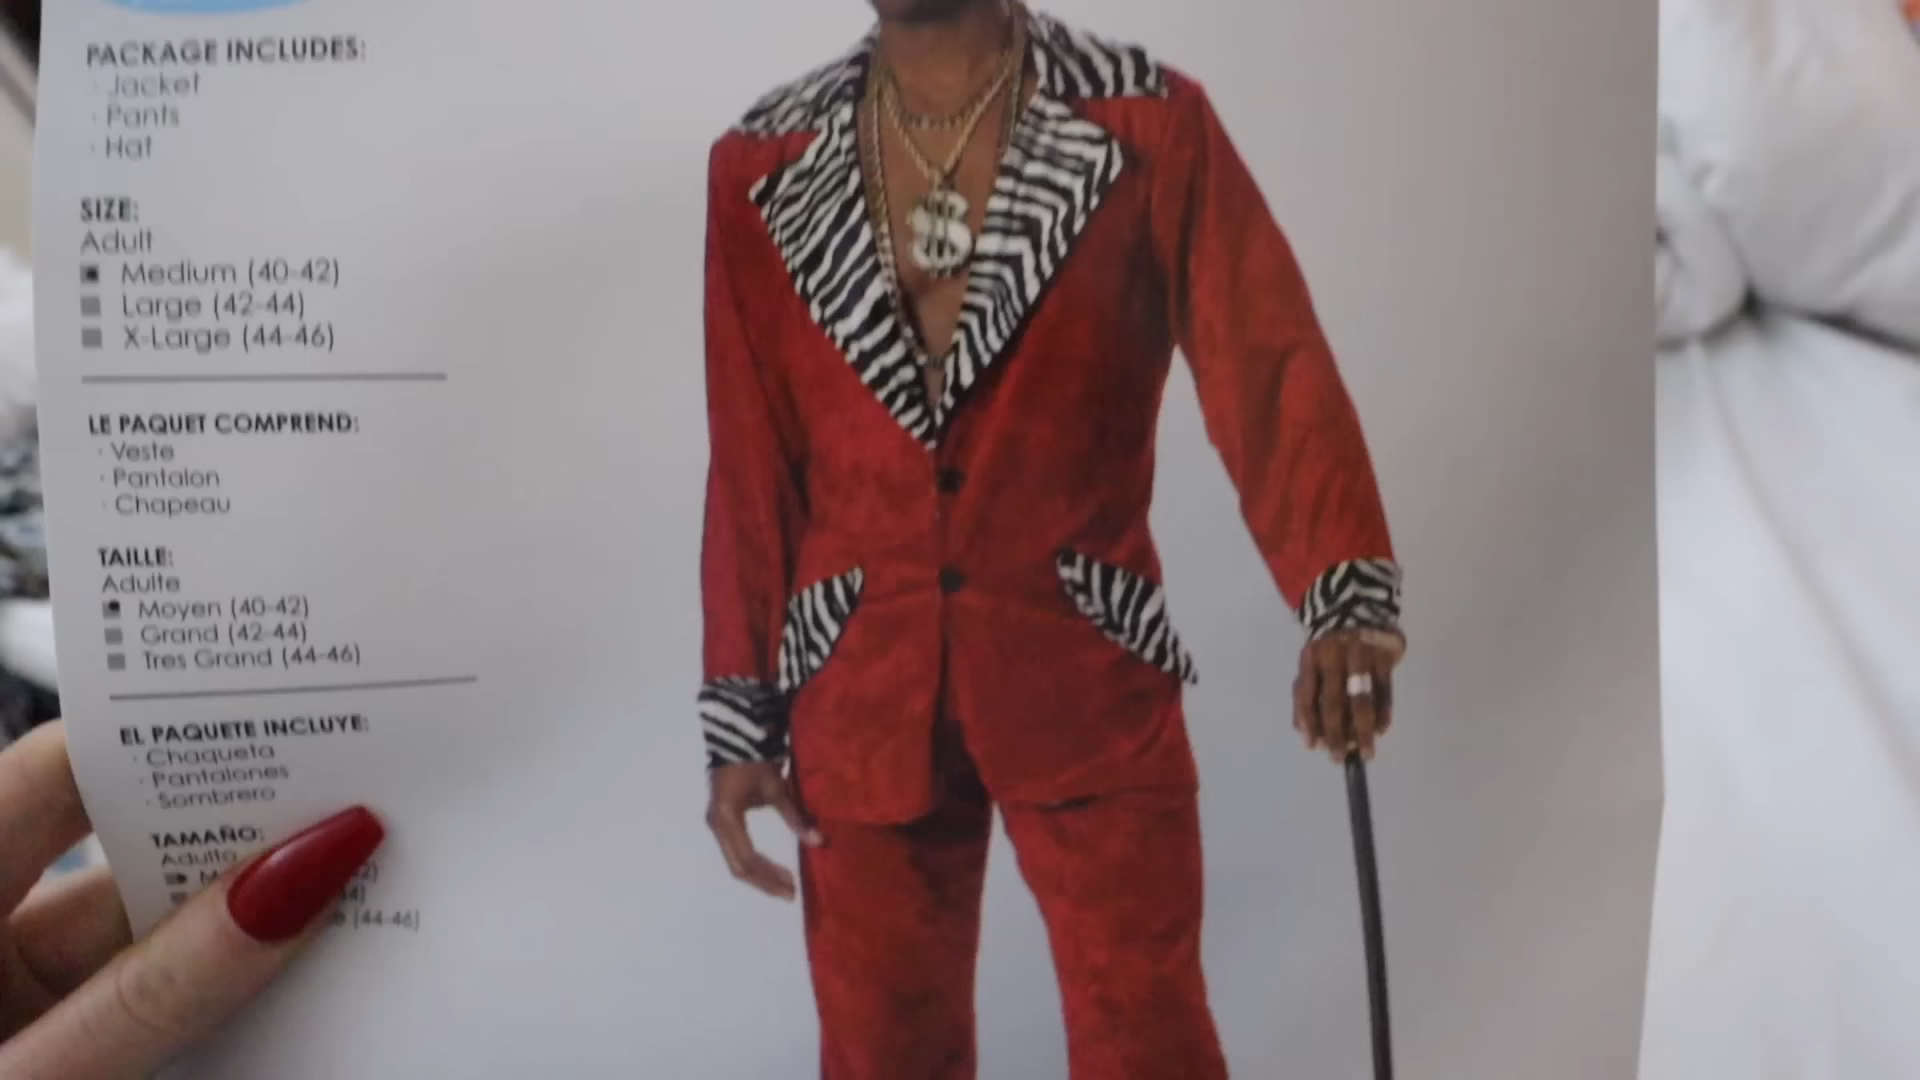 PACKAGE INCLUDES:
· Jacket
· Pants
· Hat
SIZE:
Adult
Medium (40-42)
Large (42-44)
X-Large (44-46)
LE PAQUET COMPREND:
· Veste
· Pantalon
· Chapeau
TAILLE:
Adulte
Moyen (40-42)
Grand (42-44)
Tres Grand (44-46)
EL PAQUETE INCLUYE:
· Chaqueta
· Pantalones
· Sombrero
TAMAÑO:
Adulto
(44-46)
$